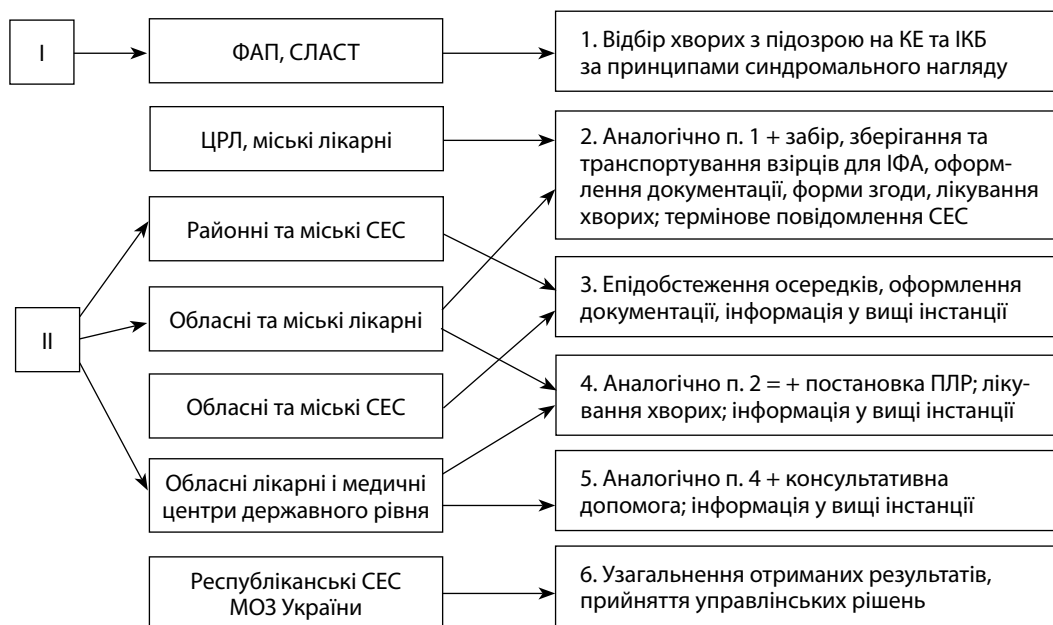 І
ФАП, СЛАСТ
1. Відбір хворих з підозрою на КЕ та ІКБ
за принципами синдромального нагляду
ЦРЛ, міські лікарні
2. Аналогічно п. 1 + забір, зберігання та
транспортування взірців для ІФА, оформ-
лення документації, форми згоди, лікування
хворих; термінове повідомлення СЕС
Районні та міські СЕС
3. Епідобстеження осередків, оформлення
документації, інформація у вищі інстанції
ІІ
Обласні та міські лікарні
4. Аналогічно п. 2 = + постановка ПЛР; ліку-
вання хворих; інформація у вищі інстанції
Обласні та міські СЕС
Обласні лікарні і медичні
центри державного рівня
5. Аналогічно п. 4 + консультативна
допомога; інформація у вищі інстанції
Республіканські СЕС
МОЗ України
6. Узагальнення отриманих результатів,
прийняття управлінських рішень